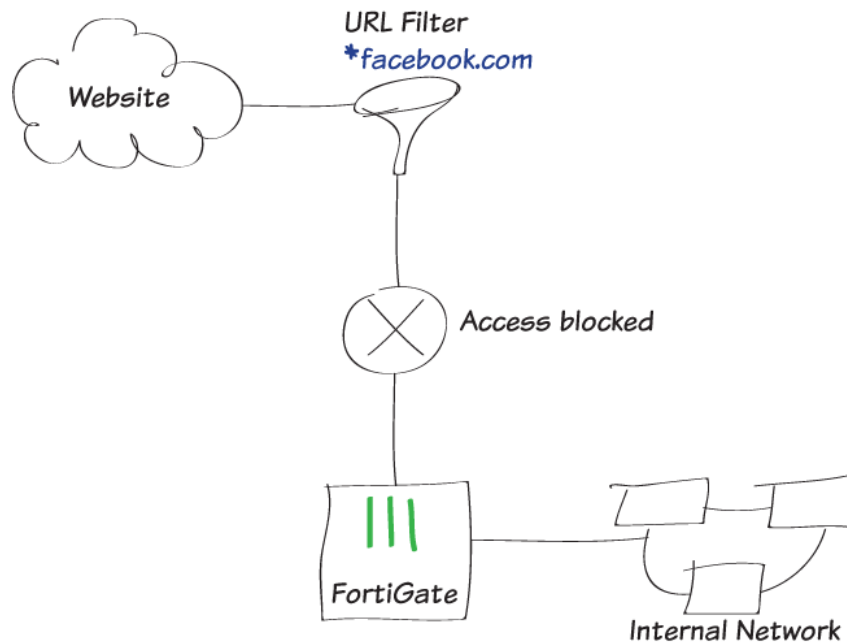 URL Filter
*facebook.com
Website
Access blocked
FortiGate
Internal Network